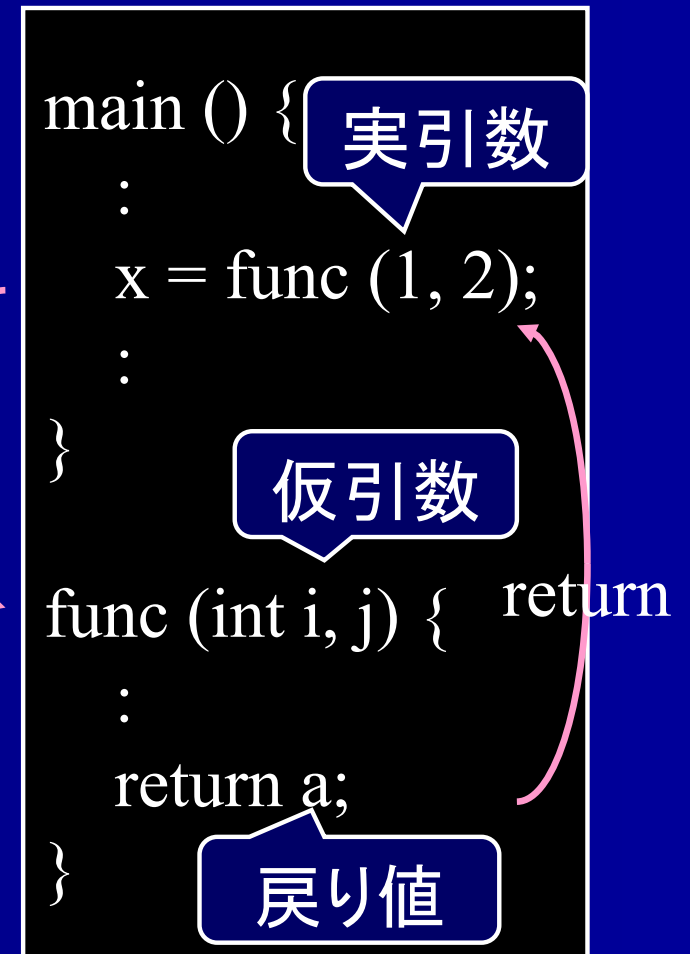 main () {
実引数
:
x = func (1, 2);
:
}
仮引数
func (int i, j) {
return
:
return a;
}
戻り値